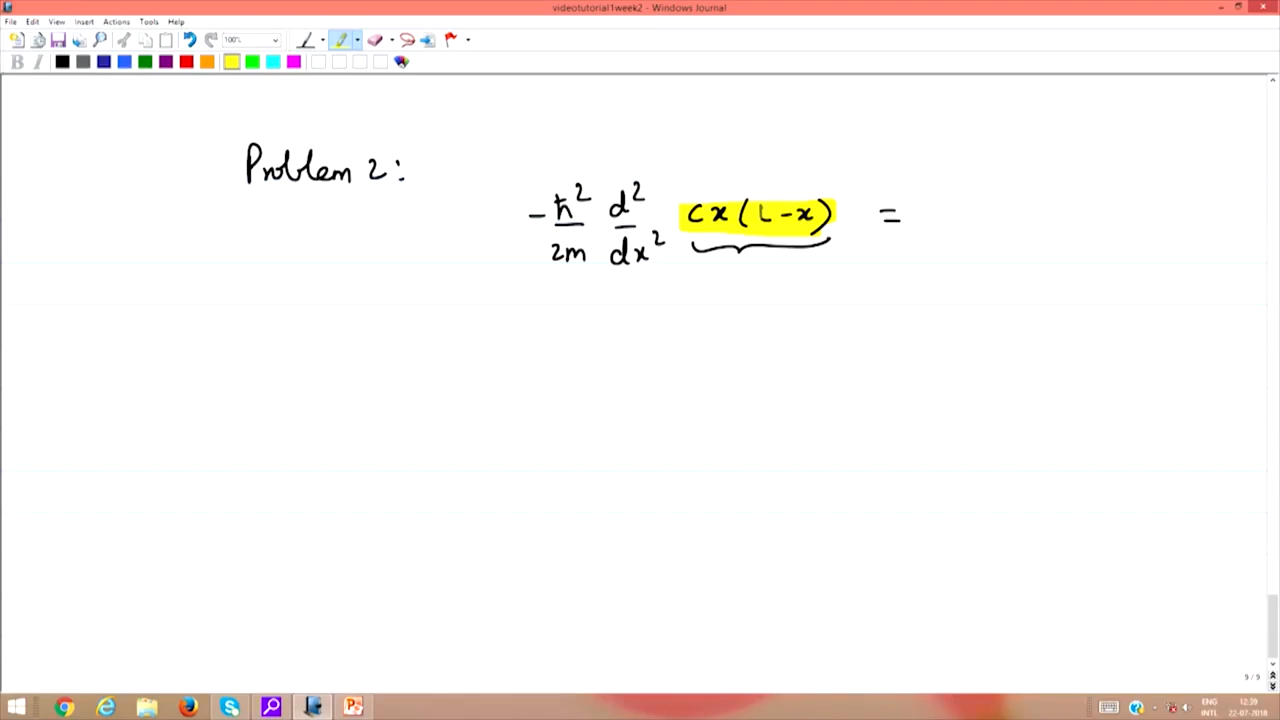 videotutorial1week2 - Windows Journal
File Edit View Insert Actions Tools Help
100%
B I
Problem 2:
-ħ²/2m d²/dx² cx(L-x) =
9 / 9
ENG 12:39
INTL 22-07-2018